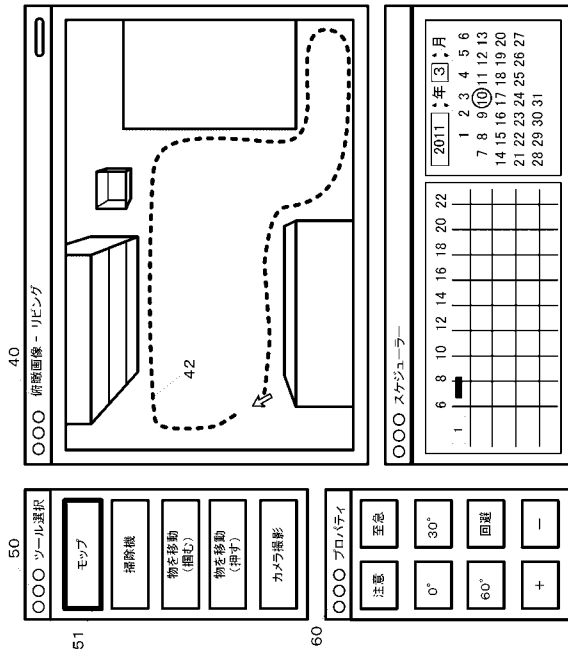 50
○○○ ツール選択
51
モップ
掃除機
物を移動
(掴む)
物を移動
(押す)
カメラ撮影
40
○○○ 俯瞰画像 - リビング
42
60
○○○ プロパティ
注意
至急
0°
30°
60°
回避
+
−
○○○ スケジューラー
6 8 10 12 14 16 18 20 22
1
2011 年 3 月
1 2 3 4 5 6
7 8 9 10 11 12 13
14 15 16 17 18 19 20
21 22 23 24 25 26 27
28 29 30 31